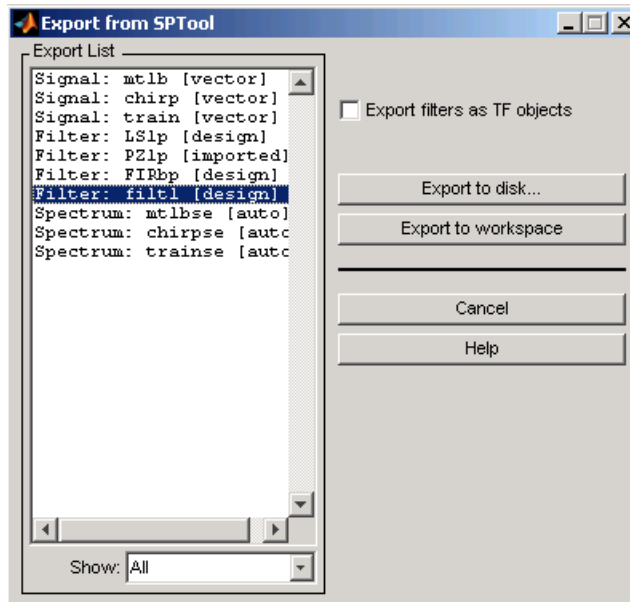 Export from SPTool
Export List
Signal: mtlb [vector]
Signal: chirp [vector]
Signal: train [vector]
Filter: LSlp [design]
Filter: PZlp [imported]
Filter: FIRbp [design]
Filter: filt1 [design]
Spectrum: mtlbse [auto]
Spectrum: chirpse [auto
Spectrum: trainse [auto
Show: All
Export filters as TF objects
Export to disk...
Export to workspace
Cancel
Help